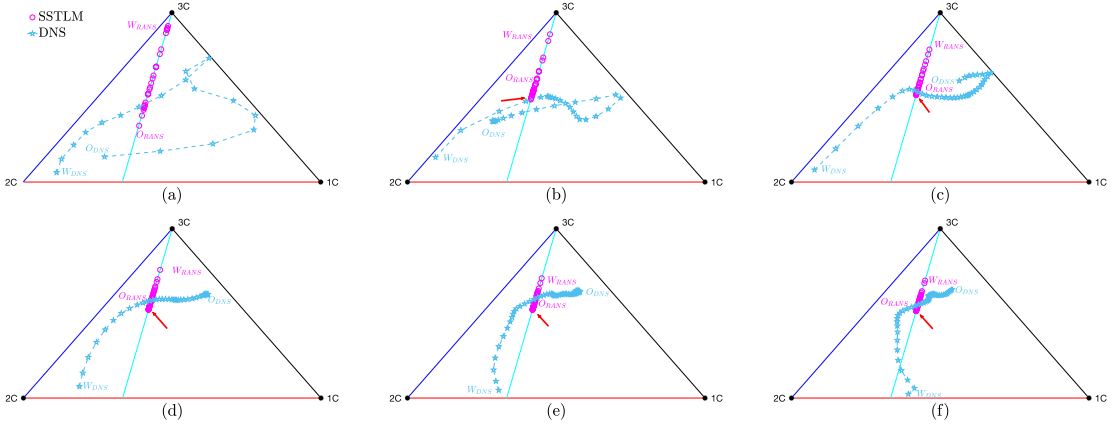 SSTLM
DNS
3C
W_RANS
O_RANS
O_DNS
W_DNS
2C
1C
(a)
3C
W_RANS
O_RANS
O_DNS
W_DNS
2C
1C
(b)
3C
W_RANS
O_DNS
O_RANS
W_DNS
2C
1C
(c)
3C
W_RANS
O_RANS
O_DNS
W_DNS
2C
1C
(d)
3C
W_RANS
O_DNS
O_RANS
W_DNS
2C
1C
(e)
3C
W_RANS
O_DNS
O_RANS
W_DNS
2C
1C
(f)